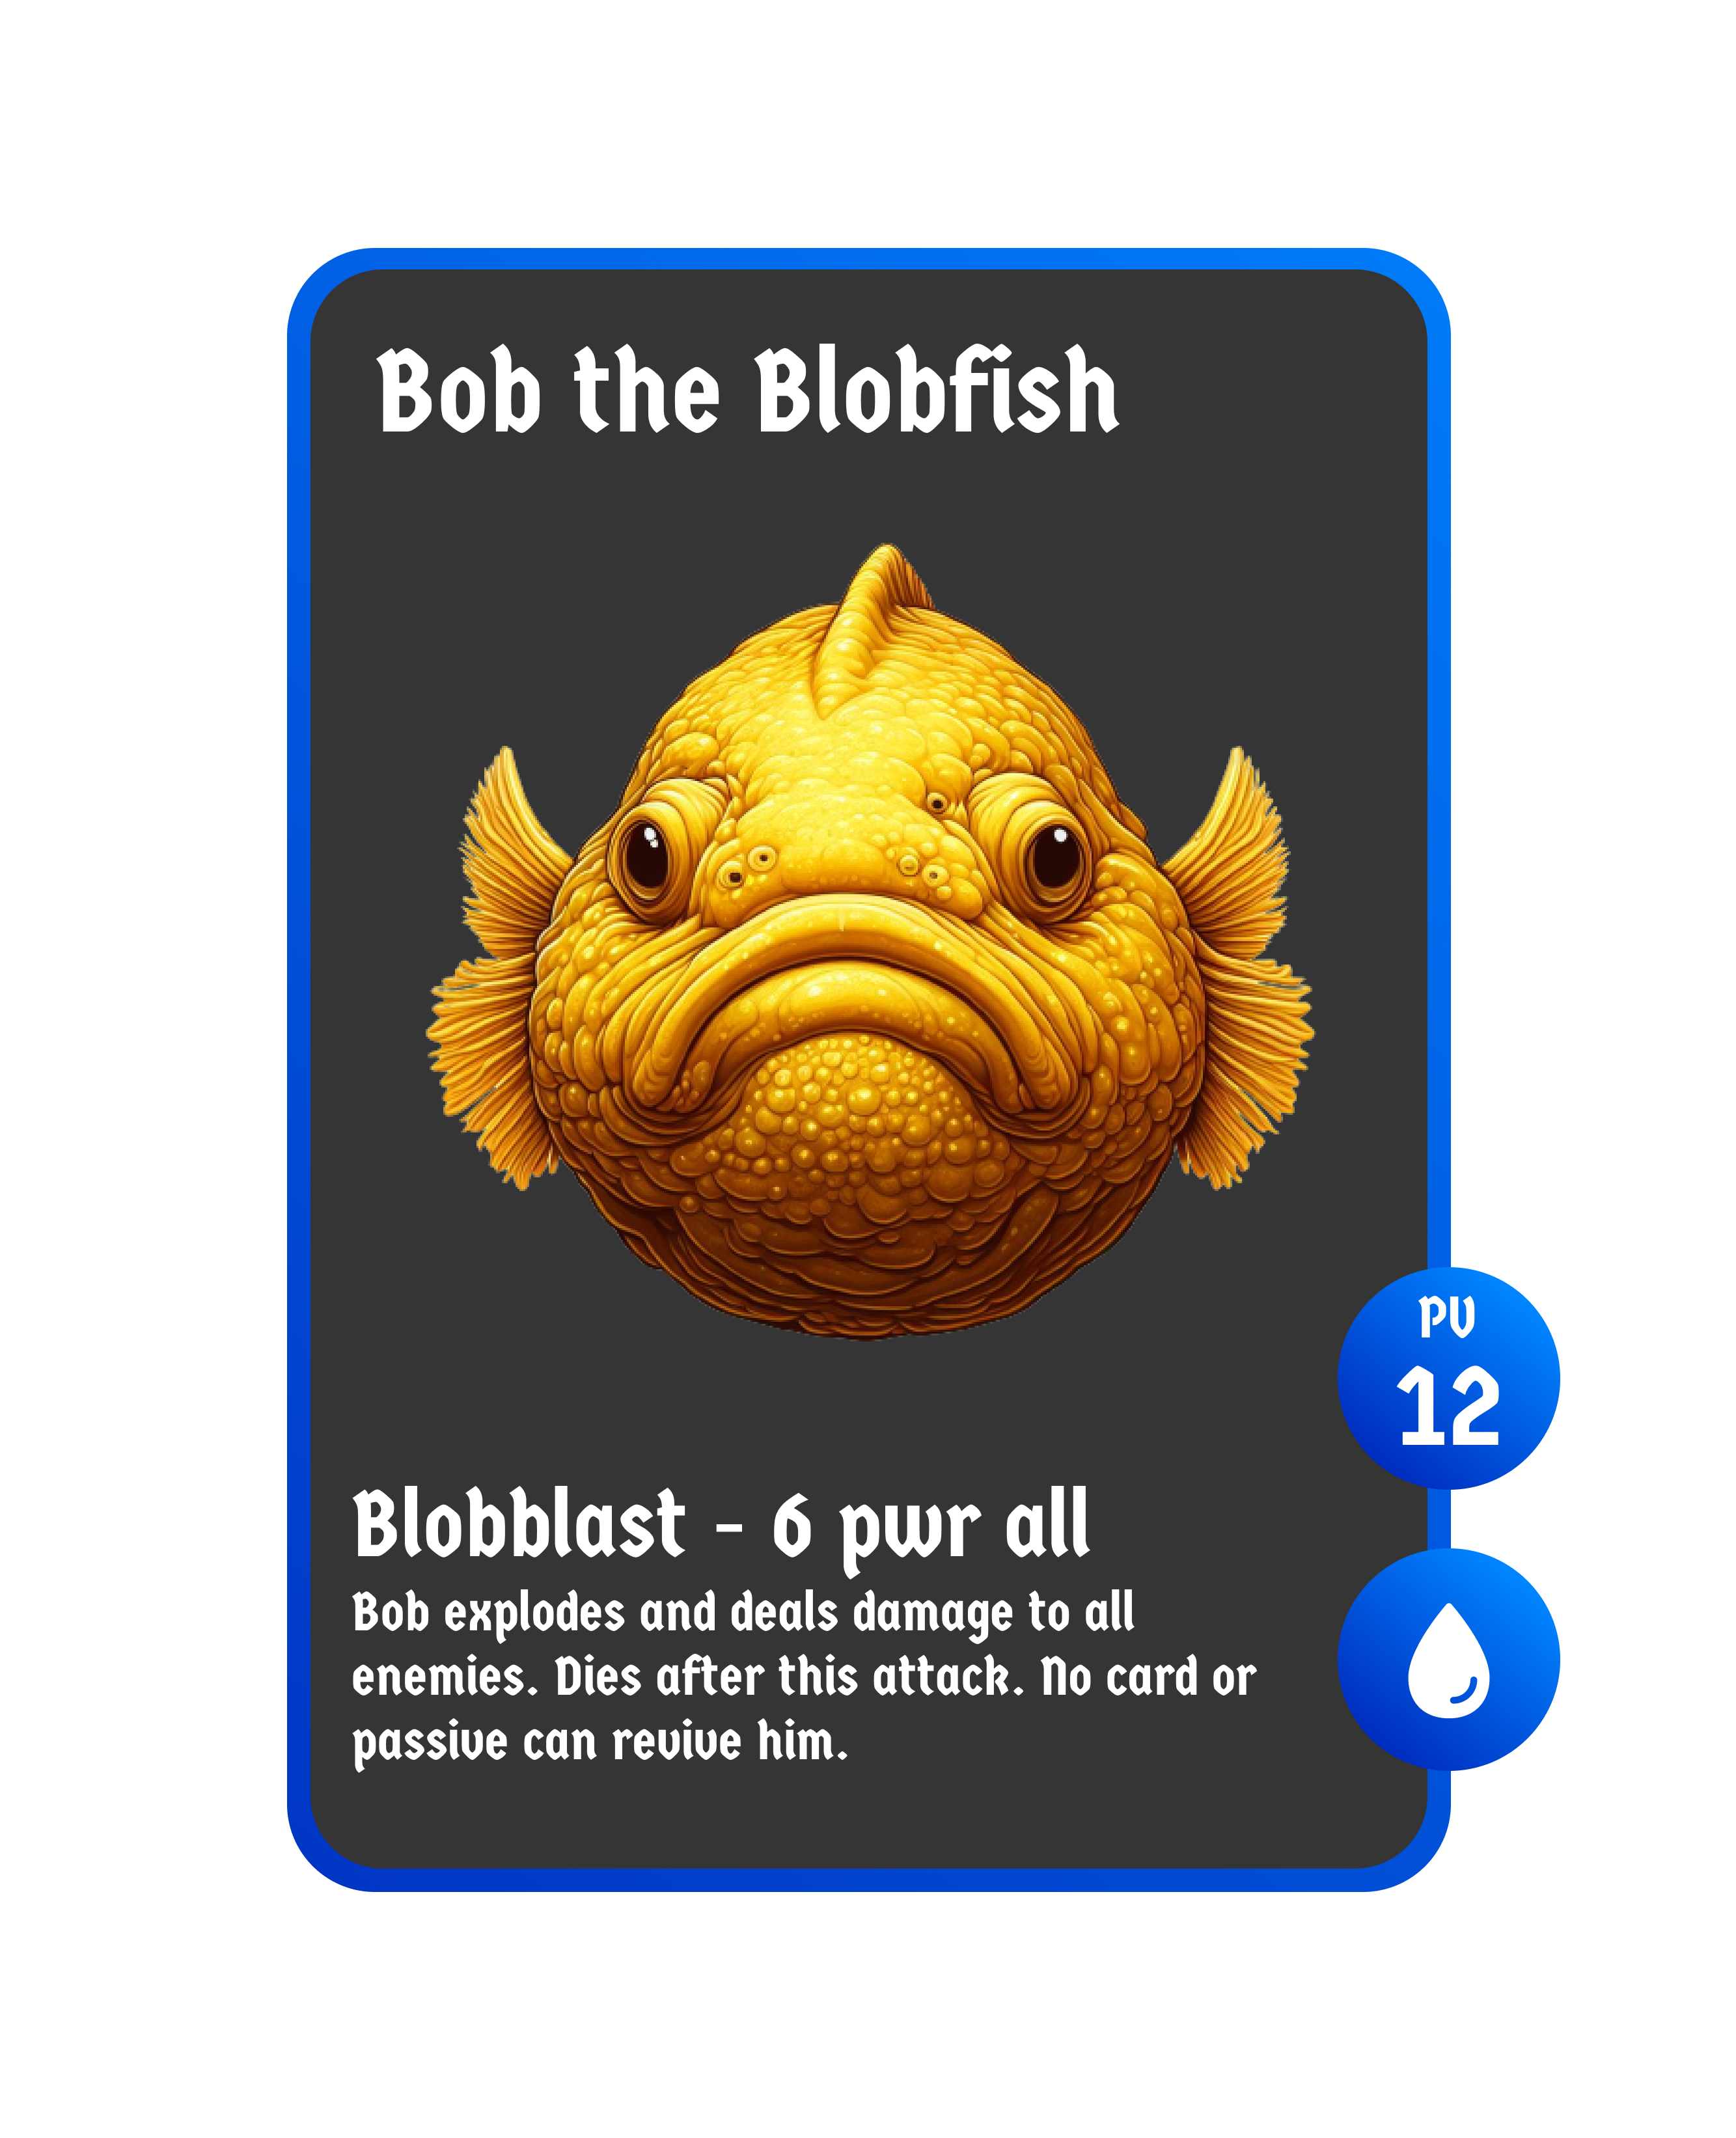 Bob the Blobfish
PV
12
Blobblast - 6 pwr all
Bob explodes and deals damage to all
enemies. Dies after this attack. No card or
passive can revive him.